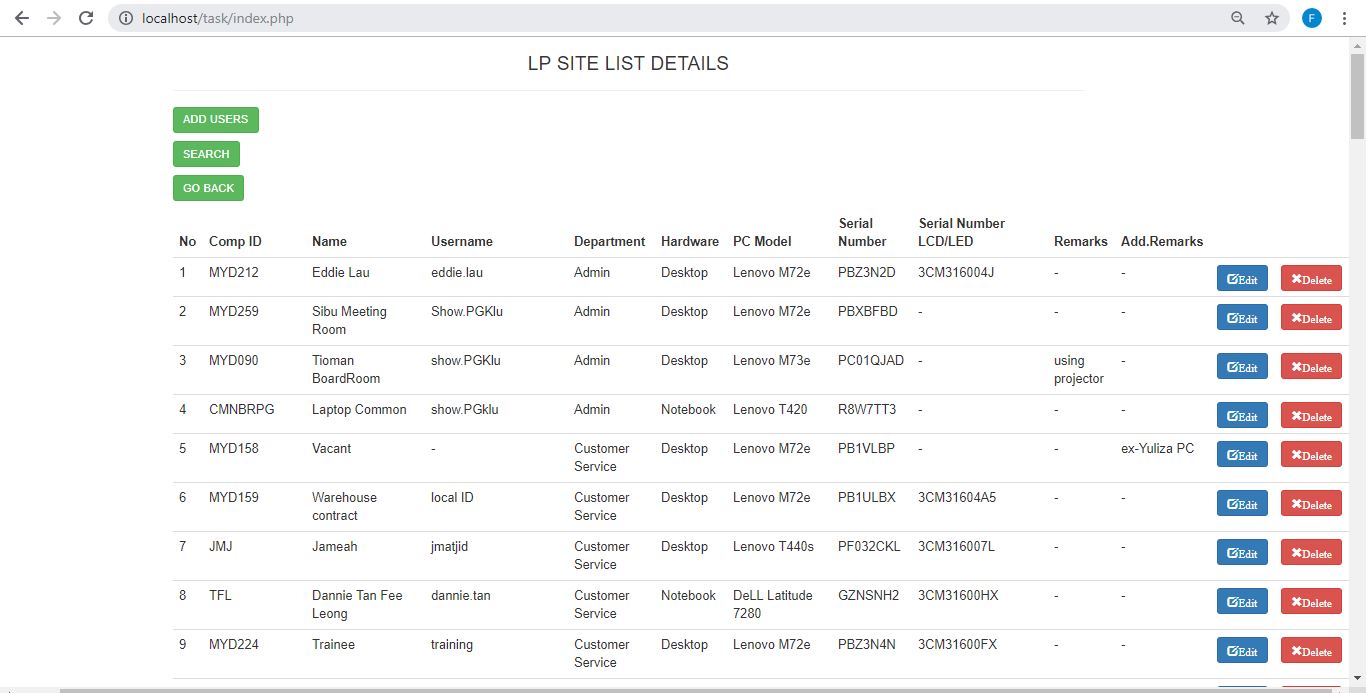 localhost/task/index.php
F
LP SITE LIST DETAILS
ADD USERS
SEARCH
GO BACK
No Comp ID Name Username Department Hardware PC Model Serial Number Serial Number LCD/LED Remarks Add.Remarks
1 MYD212 Eddie Lau eddie.lau Admin Desktop Lenovo M72e PBZ3N2D 3CM316004J - - Edit Delete
2 MYD259 Sibu Meeting Room Show.PGKlu Admin Desktop Lenovo M72e PBXBFBD - - - Edit Delete
3 MYD090 Tioman BoardRoom show.PGKlu Admin Desktop Lenovo M73e PC01QJAD - using projector - Edit Delete
4 CMNBRPG Laptop Common show.PGklu Admin Notebook Lenovo T420 R8W7TT3 - - - Edit Delete
5 MYD158 Vacant - Customer Service Desktop Lenovo M72e PB1VLBP - - ex-Yuliza PC Edit Delete
6 MYD159 Warehouse contract local ID Customer Service Desktop Lenovo M72e PB1ULBX 3CM31604A5 - - Edit Delete
7 JMJ Jameah jmatjid Customer Service Desktop Lenovo T440s PF032CKL 3CM316007L - - Edit Delete
8 TFL Dannie Tan Fee Leong dannie.tan Customer Service Notebook DeLL Latitude 7280 GZNSNH2 3CM31600HX - - Edit Delete
9 MYD224 Trainee training Customer Service Desktop Lenovo M72e PBZ3N4N 3CM31600FX - - Edit Delete